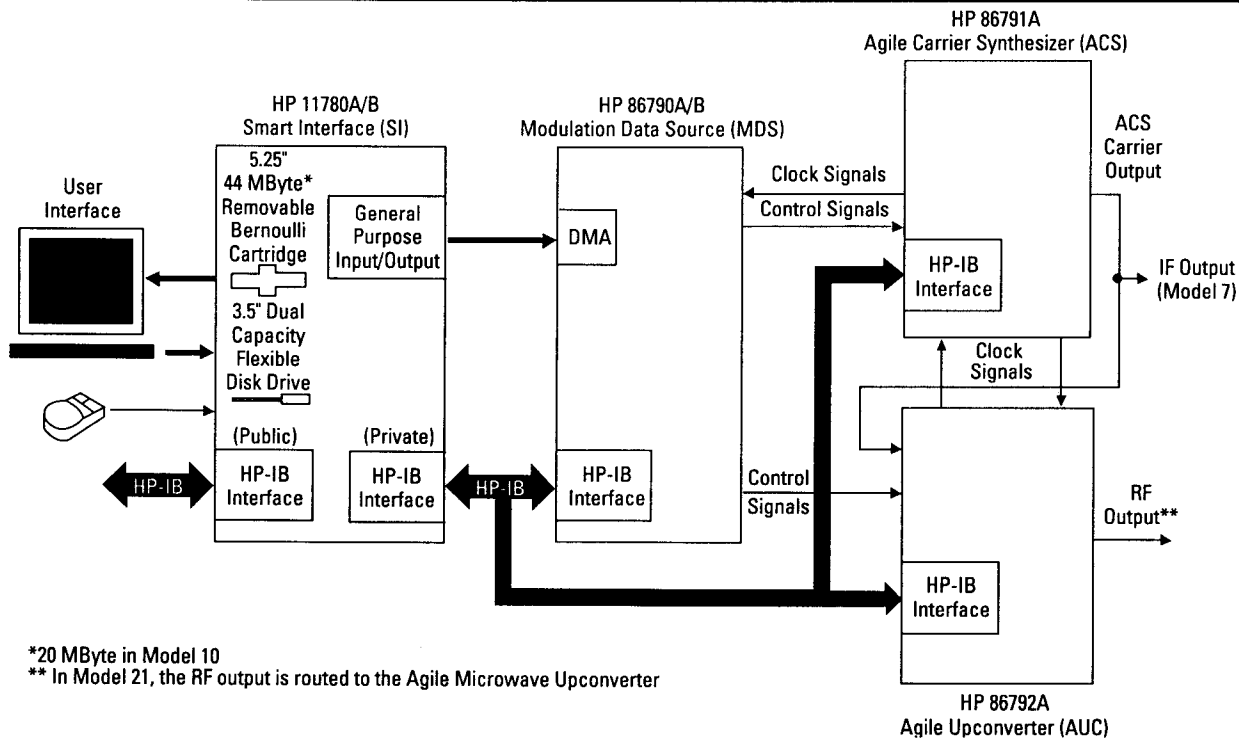 HP 86791A
Agile Carrier Synthesizer (ACS)
HP 11780A/B
Smart Interface (SI)
HP 86790A/B
Modulation Data Source (MDS)
User
Interface
5.25"
44 MByte*
Removable
Bernoulli
Cartridge
3.5" Dual
Capacity
Flexible
Disk Drive
General
Purpose
Input/Output
DMA
Clock Signals
Control Signals
ACS
Carrier
Output
HP-IB
Interface
IF Output
(Model 7)
Clock
Signals
(Public)
(Private)
HP-IB
HP-IB
Interface
HP-IB
Interface
HP-IB
HP-IB
Interface
Control
Signals
RF
Output**
HP-IB
Interface
*20 MByte in Model 10
** In Model 21, the RF output is routed to the Agile Microwave Upconverter
HP 86792A
Agile Upconverter (AUC)